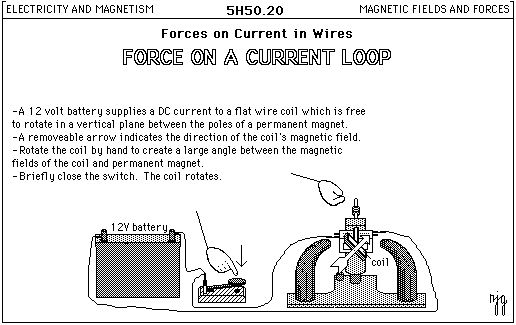 ELECTRICITY AND MAGNETISM
5H50.20
MAGNETIC FIELDS AND FORCES
Forces on Current in Wires
FORCE ON A CURRENT LOOP
-A 12 volt battery supplies a DC current to a flat wire coil which is free
to rotate in a vertical plane between the poles of a permanent magnet.
-A removeable arrow indicates the direction of the coil's magnetic field.
-Rotate the coil by hand to create a large angle between the magnetic
fields of the coil and permanent magnet.
-Briefly close the switch. The coil rotates.
12V battery
coil
njg